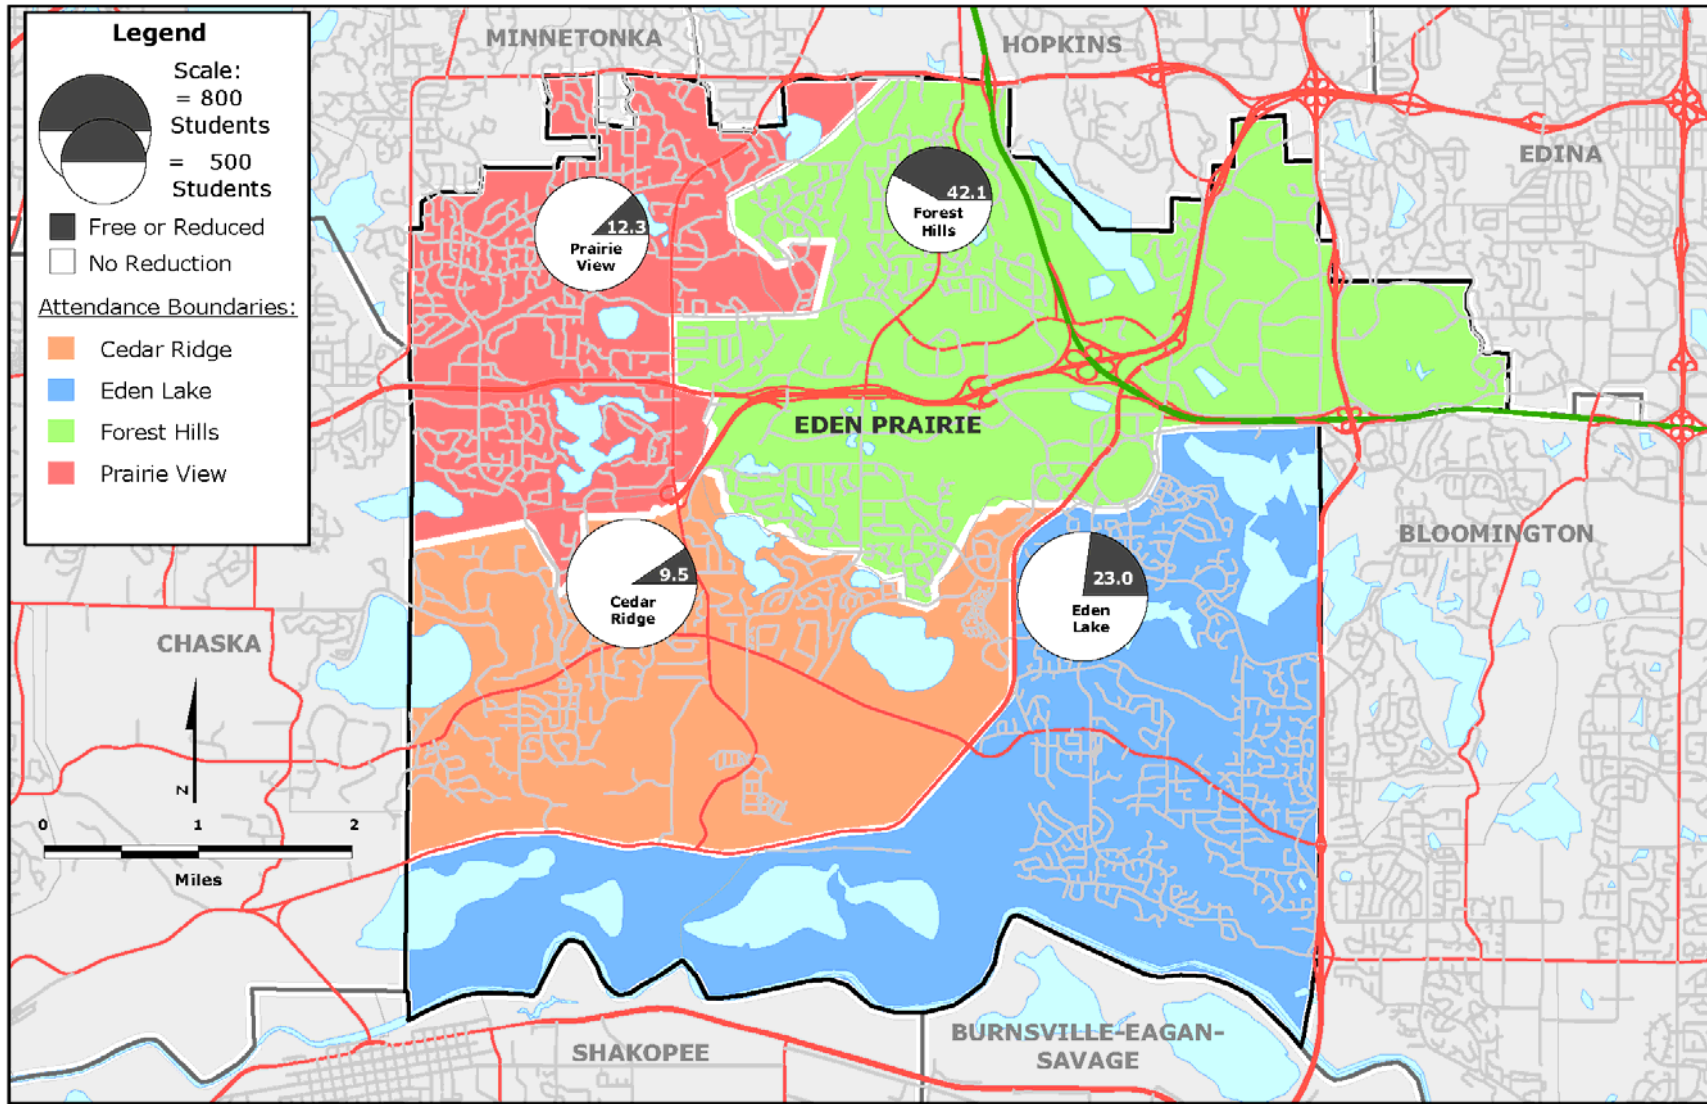 Legend
Scale:
= 800
Students
= 500
Students
Free or Reduced
No Reduction
Attendance Boundaries:
Cedar Ridge
Eden Lake
Forest Hills
Prairie View
MINNETONKA
HOPKINS
EDINA
12.3
Prairie
View
42.1
Forest
Hills
EDEN PRAIRIE
BLOOMINGTON
9.5
Cedar
Ridge
23.0
Eden
Lake
CHASKA
N
0 1 2
Miles
SHAKOPEE
BURNSVILLE-EAGAN-
SAVAGE